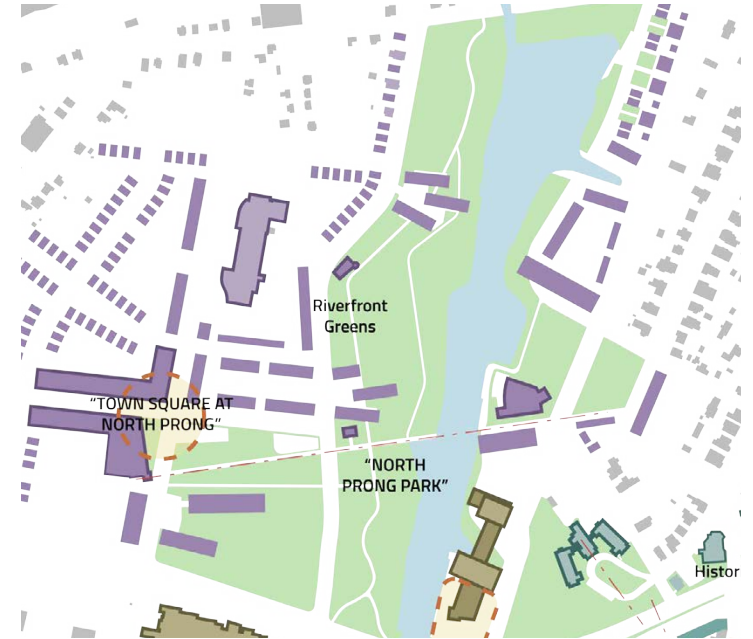 Riverfront
Greens
“TOWN SQUARE AT
NORTH PRONG”
“NORTH
PRONG PARK”
Histor